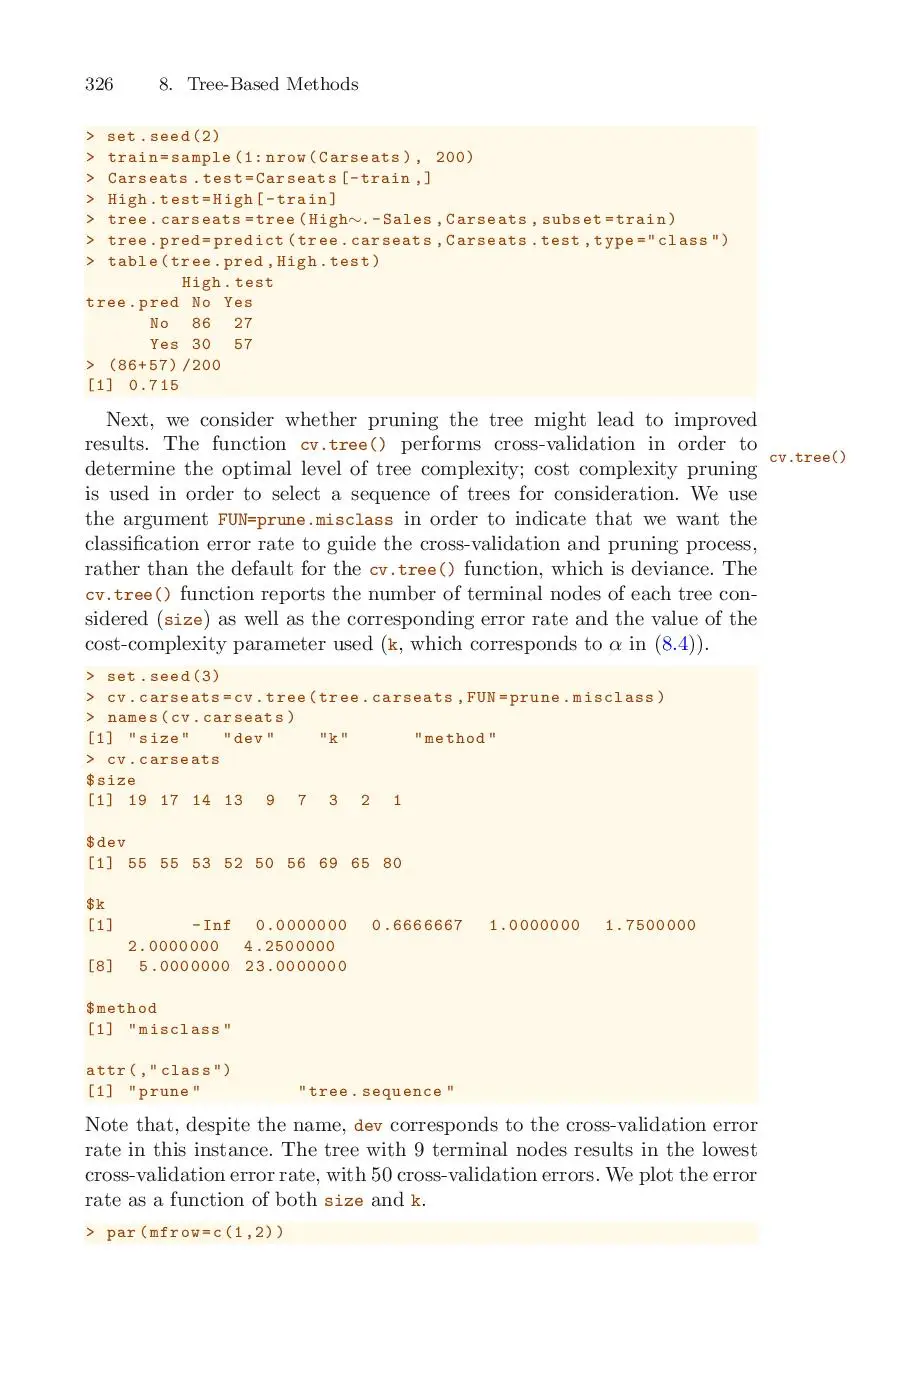 326 8. Tree-Based Methods
> set.seed(2)
> train=sample(1:nrow(Carseats), 200)
> Carseats.test=Carseats[-train,]
> High.test=High[-train]
> tree.carseats=tree(High∼.-Sales,Carseats,subset=train)
> tree.pred=predict(tree.carseats,Carseats.test,type="class")
> table(tree.pred,High.test)
High.test
tree.pred No Yes
No 86 27
Yes 30 57
> (86+57)/200
[1] 0.715
Next, we consider whether pruning the tree might lead to improved
results. The function cv.tree() performs cross-validation in order to
cv.tree()
determine the optimal level of tree complexity; cost complexity pruning
is used in order to select a sequence of trees for consideration. We use
the argument FUN=prune.misclass in order to indicate that we want the
classification error rate to guide the cross-validation and pruning process,
rather than the default for the cv.tree() function, which is deviance. The
cv.tree() function reports the number of terminal nodes of each tree con-
sidered (size) as well as the corresponding error rate and the value of the
cost-complexity parameter used (k, which corresponds to α in (8.4)).
> set.seed(3)
> cv.carseats=cv.tree(tree.carseats,FUN=prune.misclass)
> names(cv.carseats)
[1] "size" "dev" "k" "method"
> cv.carseats
$size
[1] 19 17 14 13 9 7 3 2 1
$dev
[1] 55 55 53 52 50 56 69 65 80
$k
[1] -Inf 0.0000000 0.6666667 1.0000000 1.7500000
2.0000000 4.2500000
[8] 5.0000000 23.0000000
$method
[1] "misclass"
attr(,"class")
[1] "prune" "tree.sequence"
Note that, despite the name, dev corresponds to the cross-validation error
rate in this instance. The tree with 9 terminal nodes results in the lowest
cross-validation error rate, with 50 cross-validation errors. We plot the error
rate as a function of both size and k.
> par(mfrow=c(1,2))